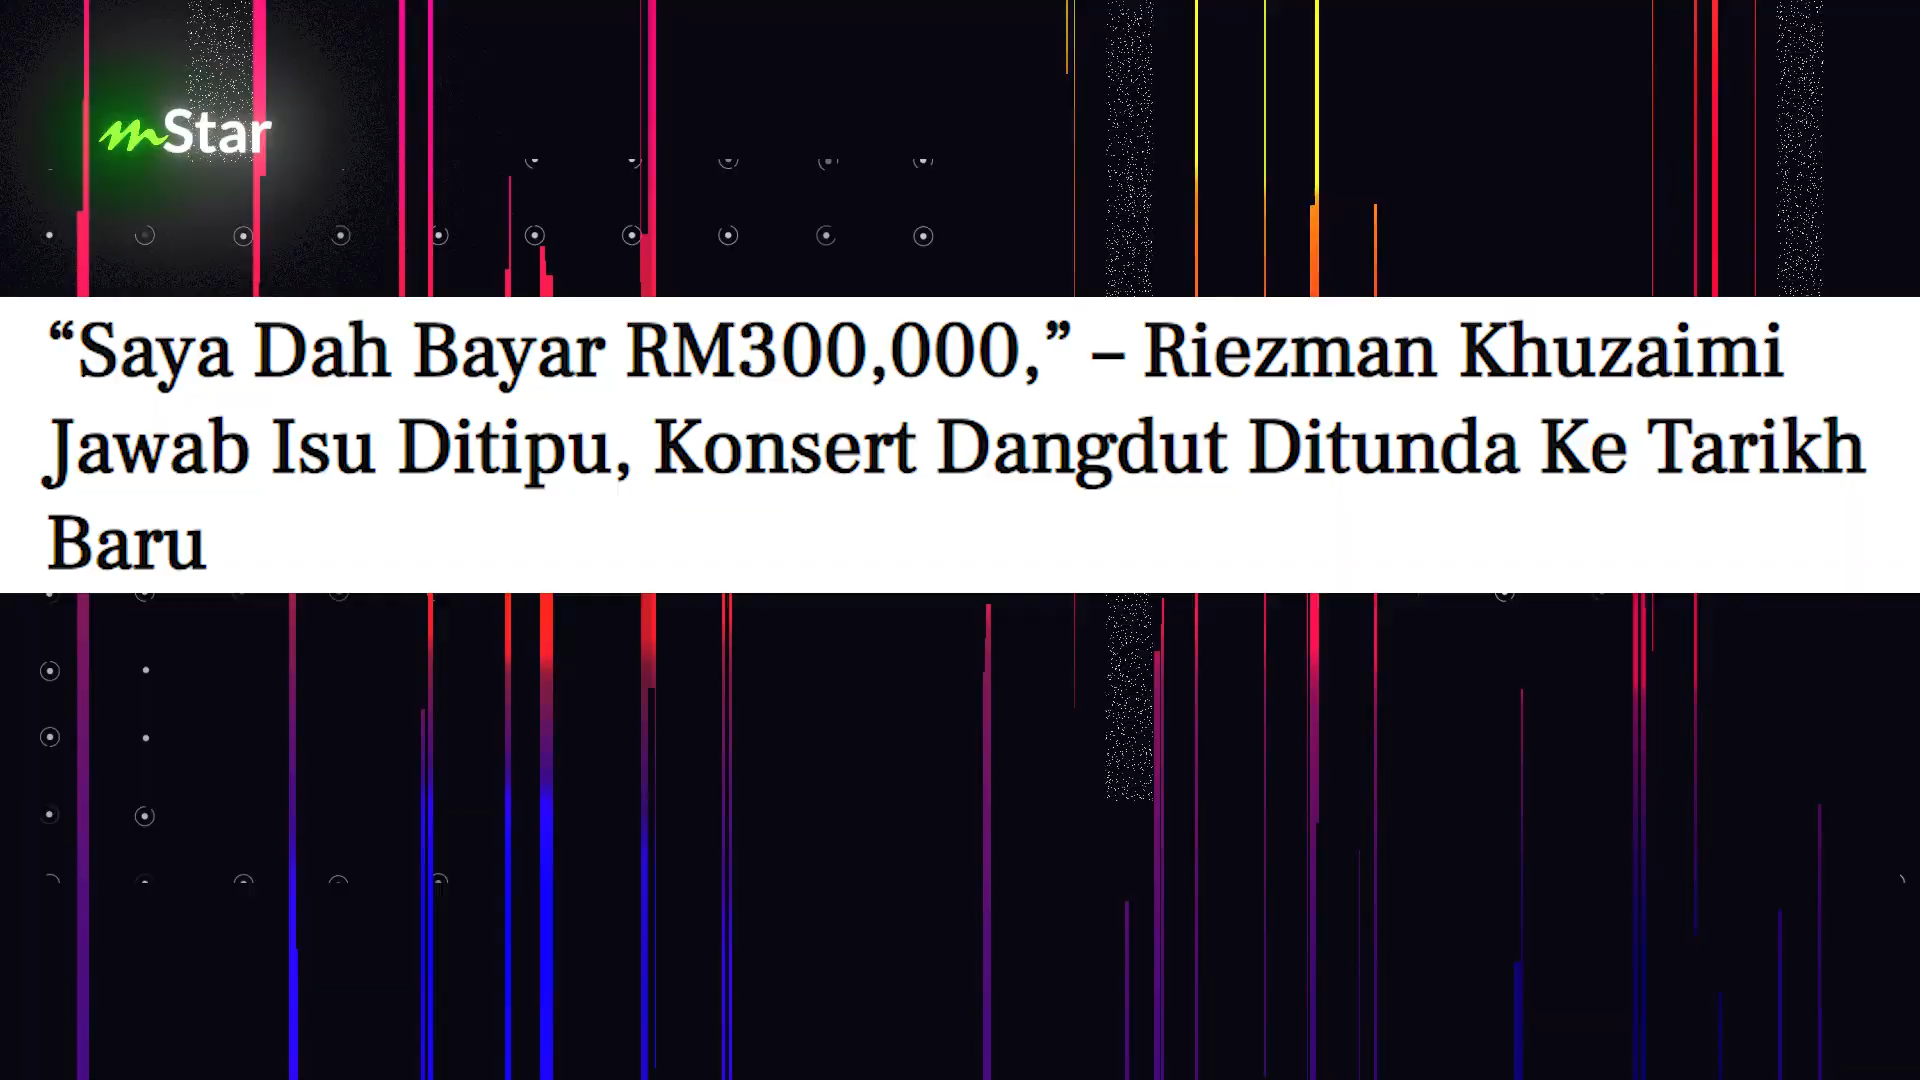 mStar
“Saya Dah Bayar RM300,000,” – Riezman Khuzaimi
Jawab Isu Ditipu, Konsert Dangdut Ditunda Ke Tarikh
Baru